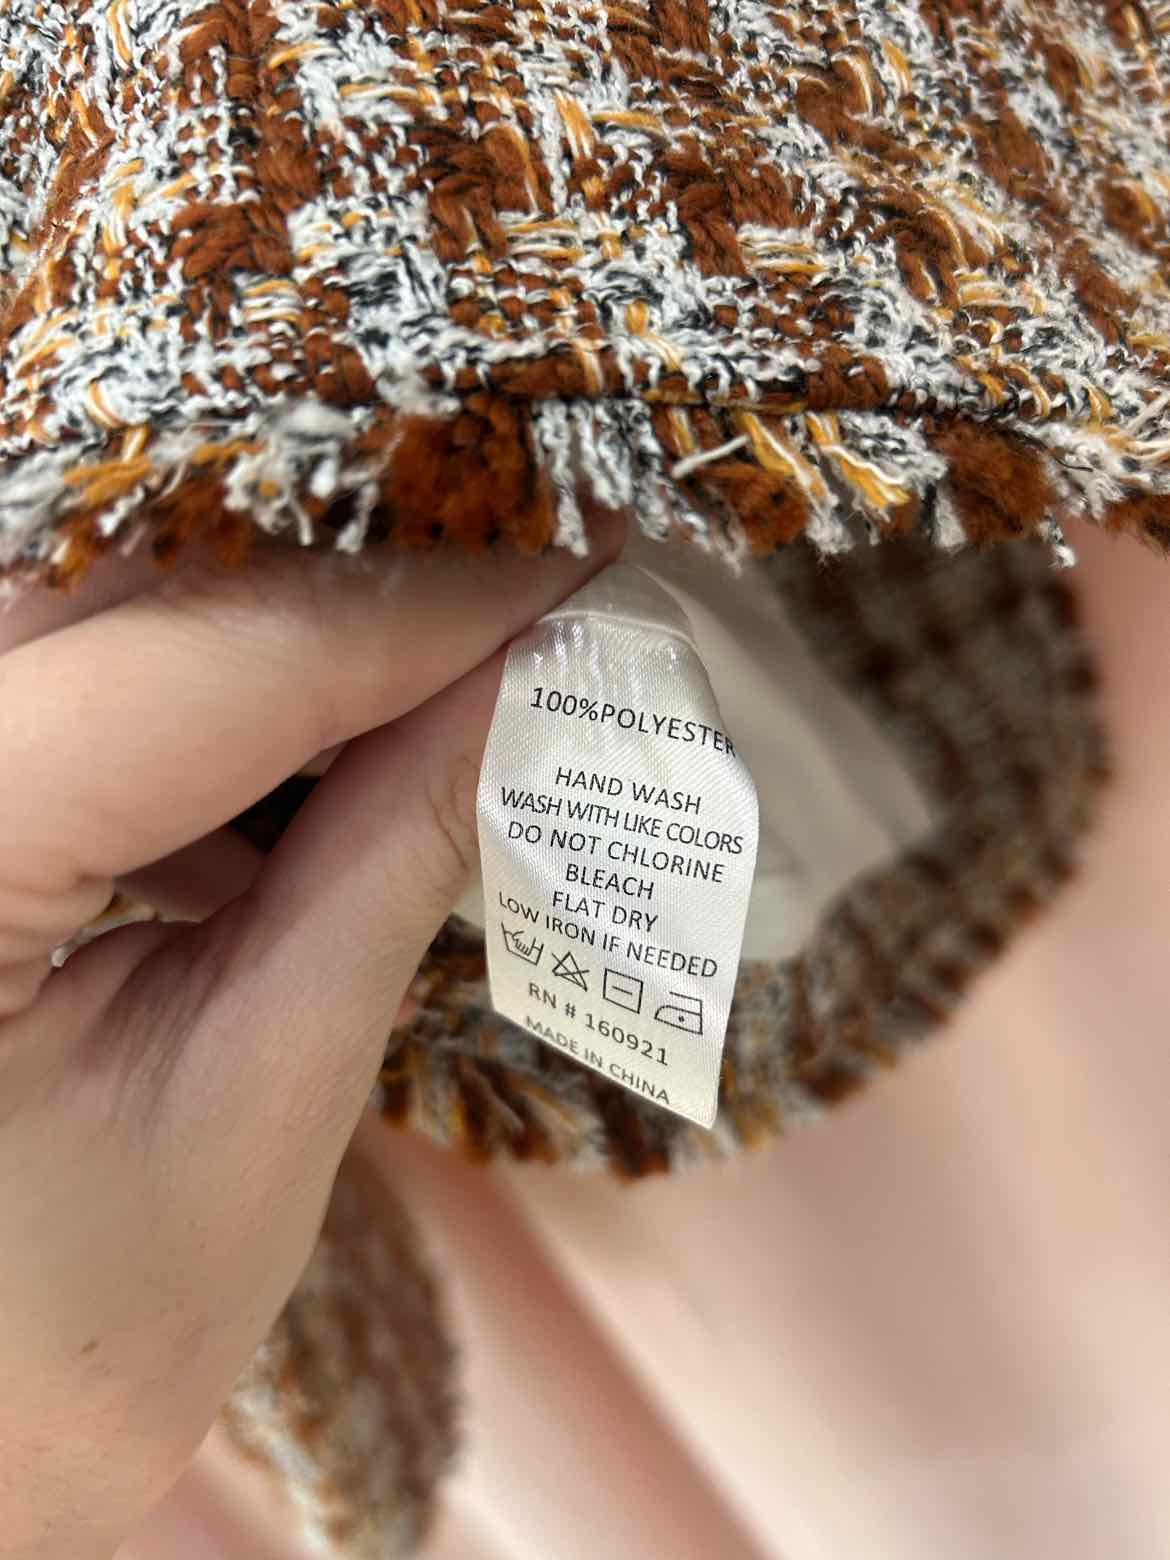 100%POLYESTER
HAND WASH
WASH WITH LIKE COLORS
DO NOT CHLORINE
BLEACH
FLAT DRY
LOW IRON IF NEEDED
RN # 160921
MADE IN CHINA